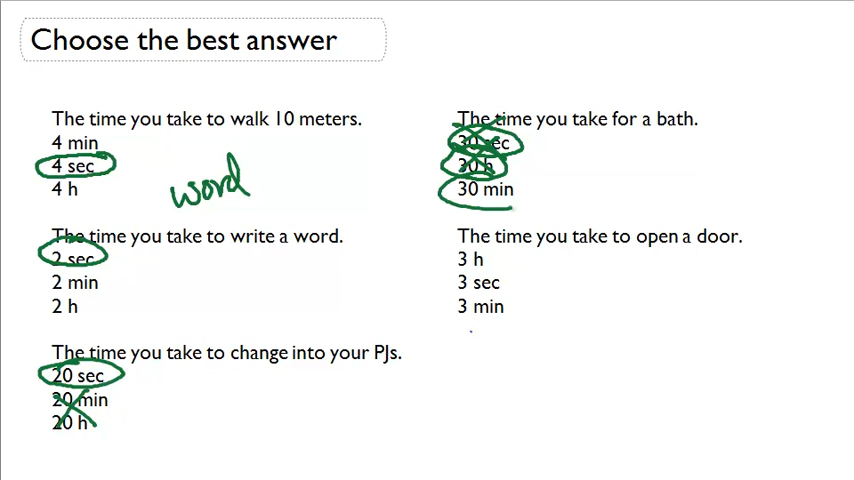 Choose the best answer
The time you take to walk 10 meters.
4 min
4 sec
4 h
word
The time you take to write a word.
2 sec
2 min
2 h
The time you take to change into your PJs.
20 sec
20 min
20 h
The time you take for a bath.
30 sec
30 h
30 min
The time you take to open a door.
3 h
3 sec
3 min